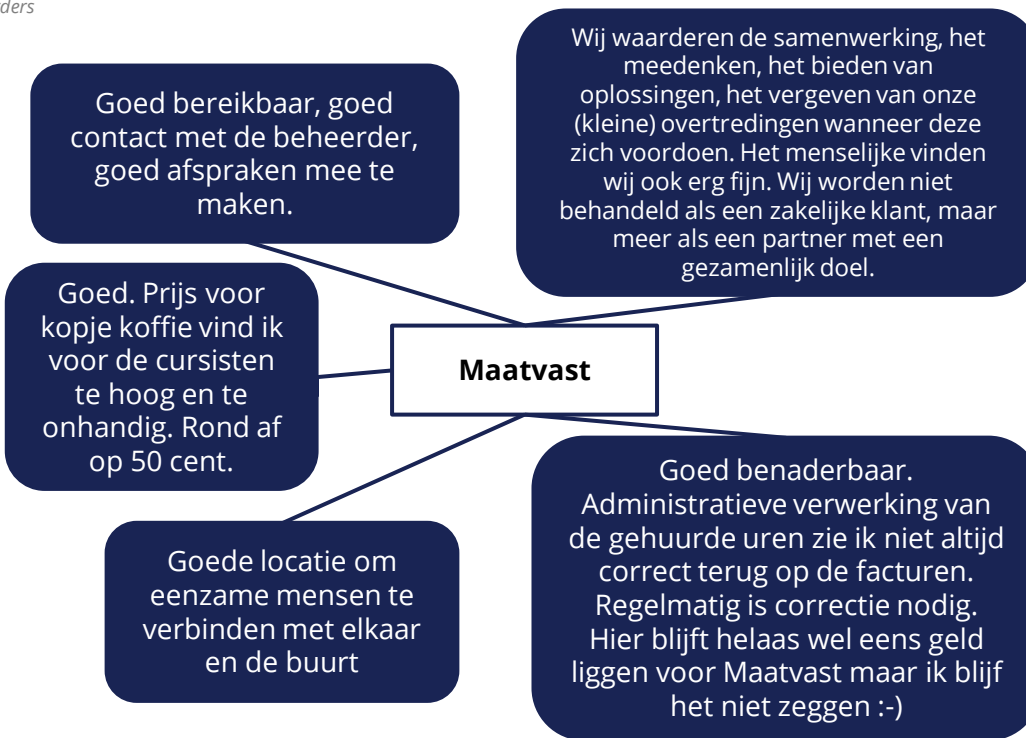 Goed bereikbaar, goed
contact met de beheerder,
goed afspraken mee te
maken.
Wij waarderen de samenwerking, het
meedenken, het bieden van
oplossingen, het vergeven van onze
(kleine) overtredingen wanneer deze
zich voordoen. Het menselijke vinden
wij ook erg fijn. Wij worden niet
behandeld als een zakelijke klant, maar
meer als een partner met een
gezamenlijk doel.
Goed. Prijs voor
kopje koffie vind ik
voor de cursisten
te hoog en te
onhandig. Rond af
op 50 cent.
Maatvast
Goede locatie om
eenzame mensen te
verbinden met elkaar
en de buurt
Goed benaderbaar.
Administratieve verwerking van
de gehuurde uren zie ik niet altijd
correct terug op de facturen.
Regelmatig is correctie nodig.
Hier blijft helaas wel eens geld
liggen voor Maatvast maar ik blijf
het niet zeggen :-)